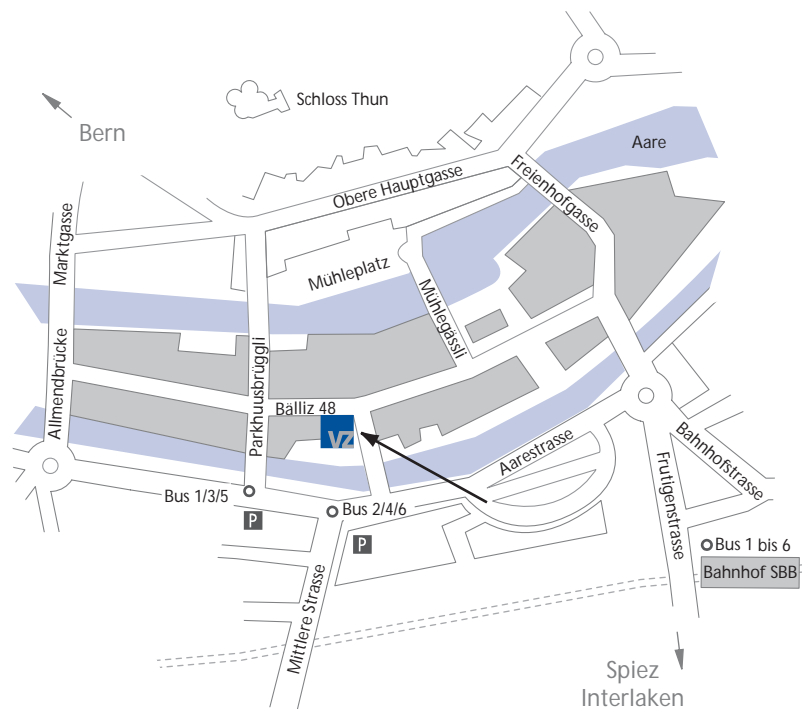 Schloss Thun
Bern
Aare
Obere Hauptgasse
Freienhofgasse
Marktgasse
Mühleplatz
Mühlegässli
Allmendbrücke
Parkhuusbrüggli
Bälliz 48
VZ
Aarestrasse
Bahnhofstrasse
Frutigenstrasse
Bus 1/3/5
Bus 2/4/6
P
P
Bus 1 bis 6
Bahnhof SBB
Mittlere Strasse
Spiez
Interlaken